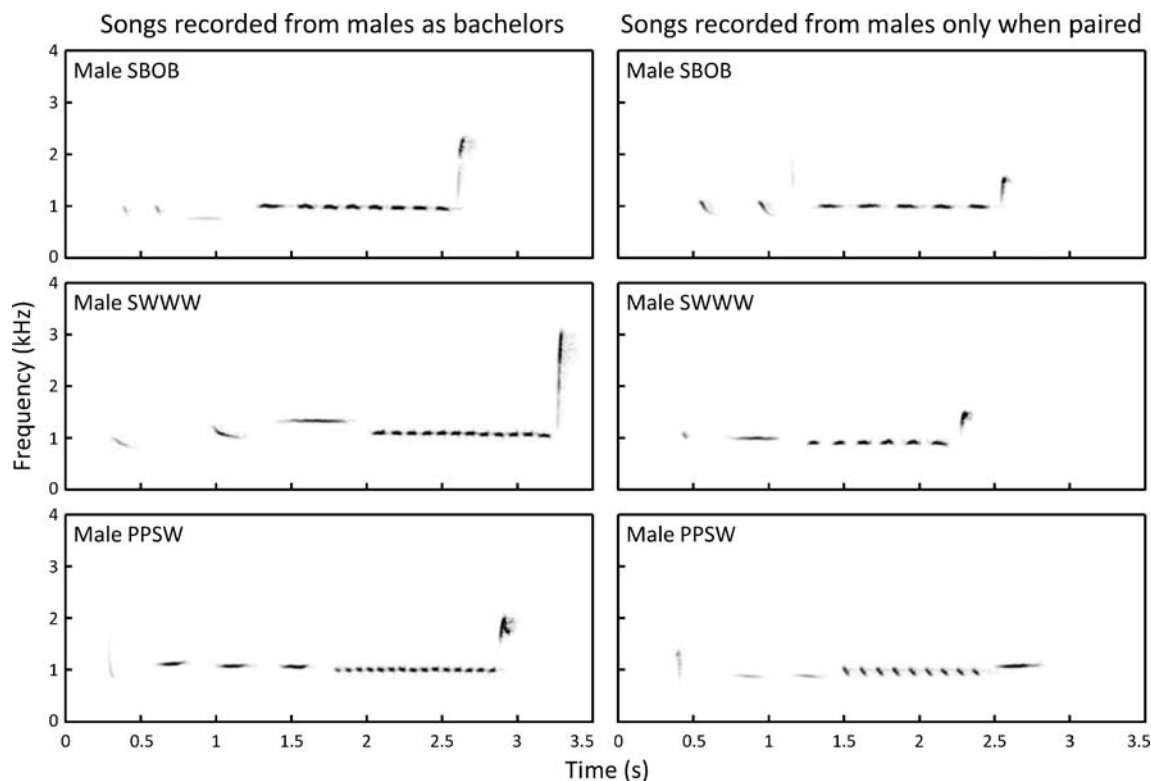 Songs recorded from males as bachelors
Songs recorded from males only when paired
4
3
2
1
0
Male SBOB
Male SBOB
4
3
2
1
0
Male SWWW
Male SWWW
Frequency (kHz)
4
3
2
1
0
Male PPSW
Male PPSW
0 0.5 1 1.5 2 2.5 3 3.5
0 0.5 1 1.5 2 2.5 3 3.5
Time (s)